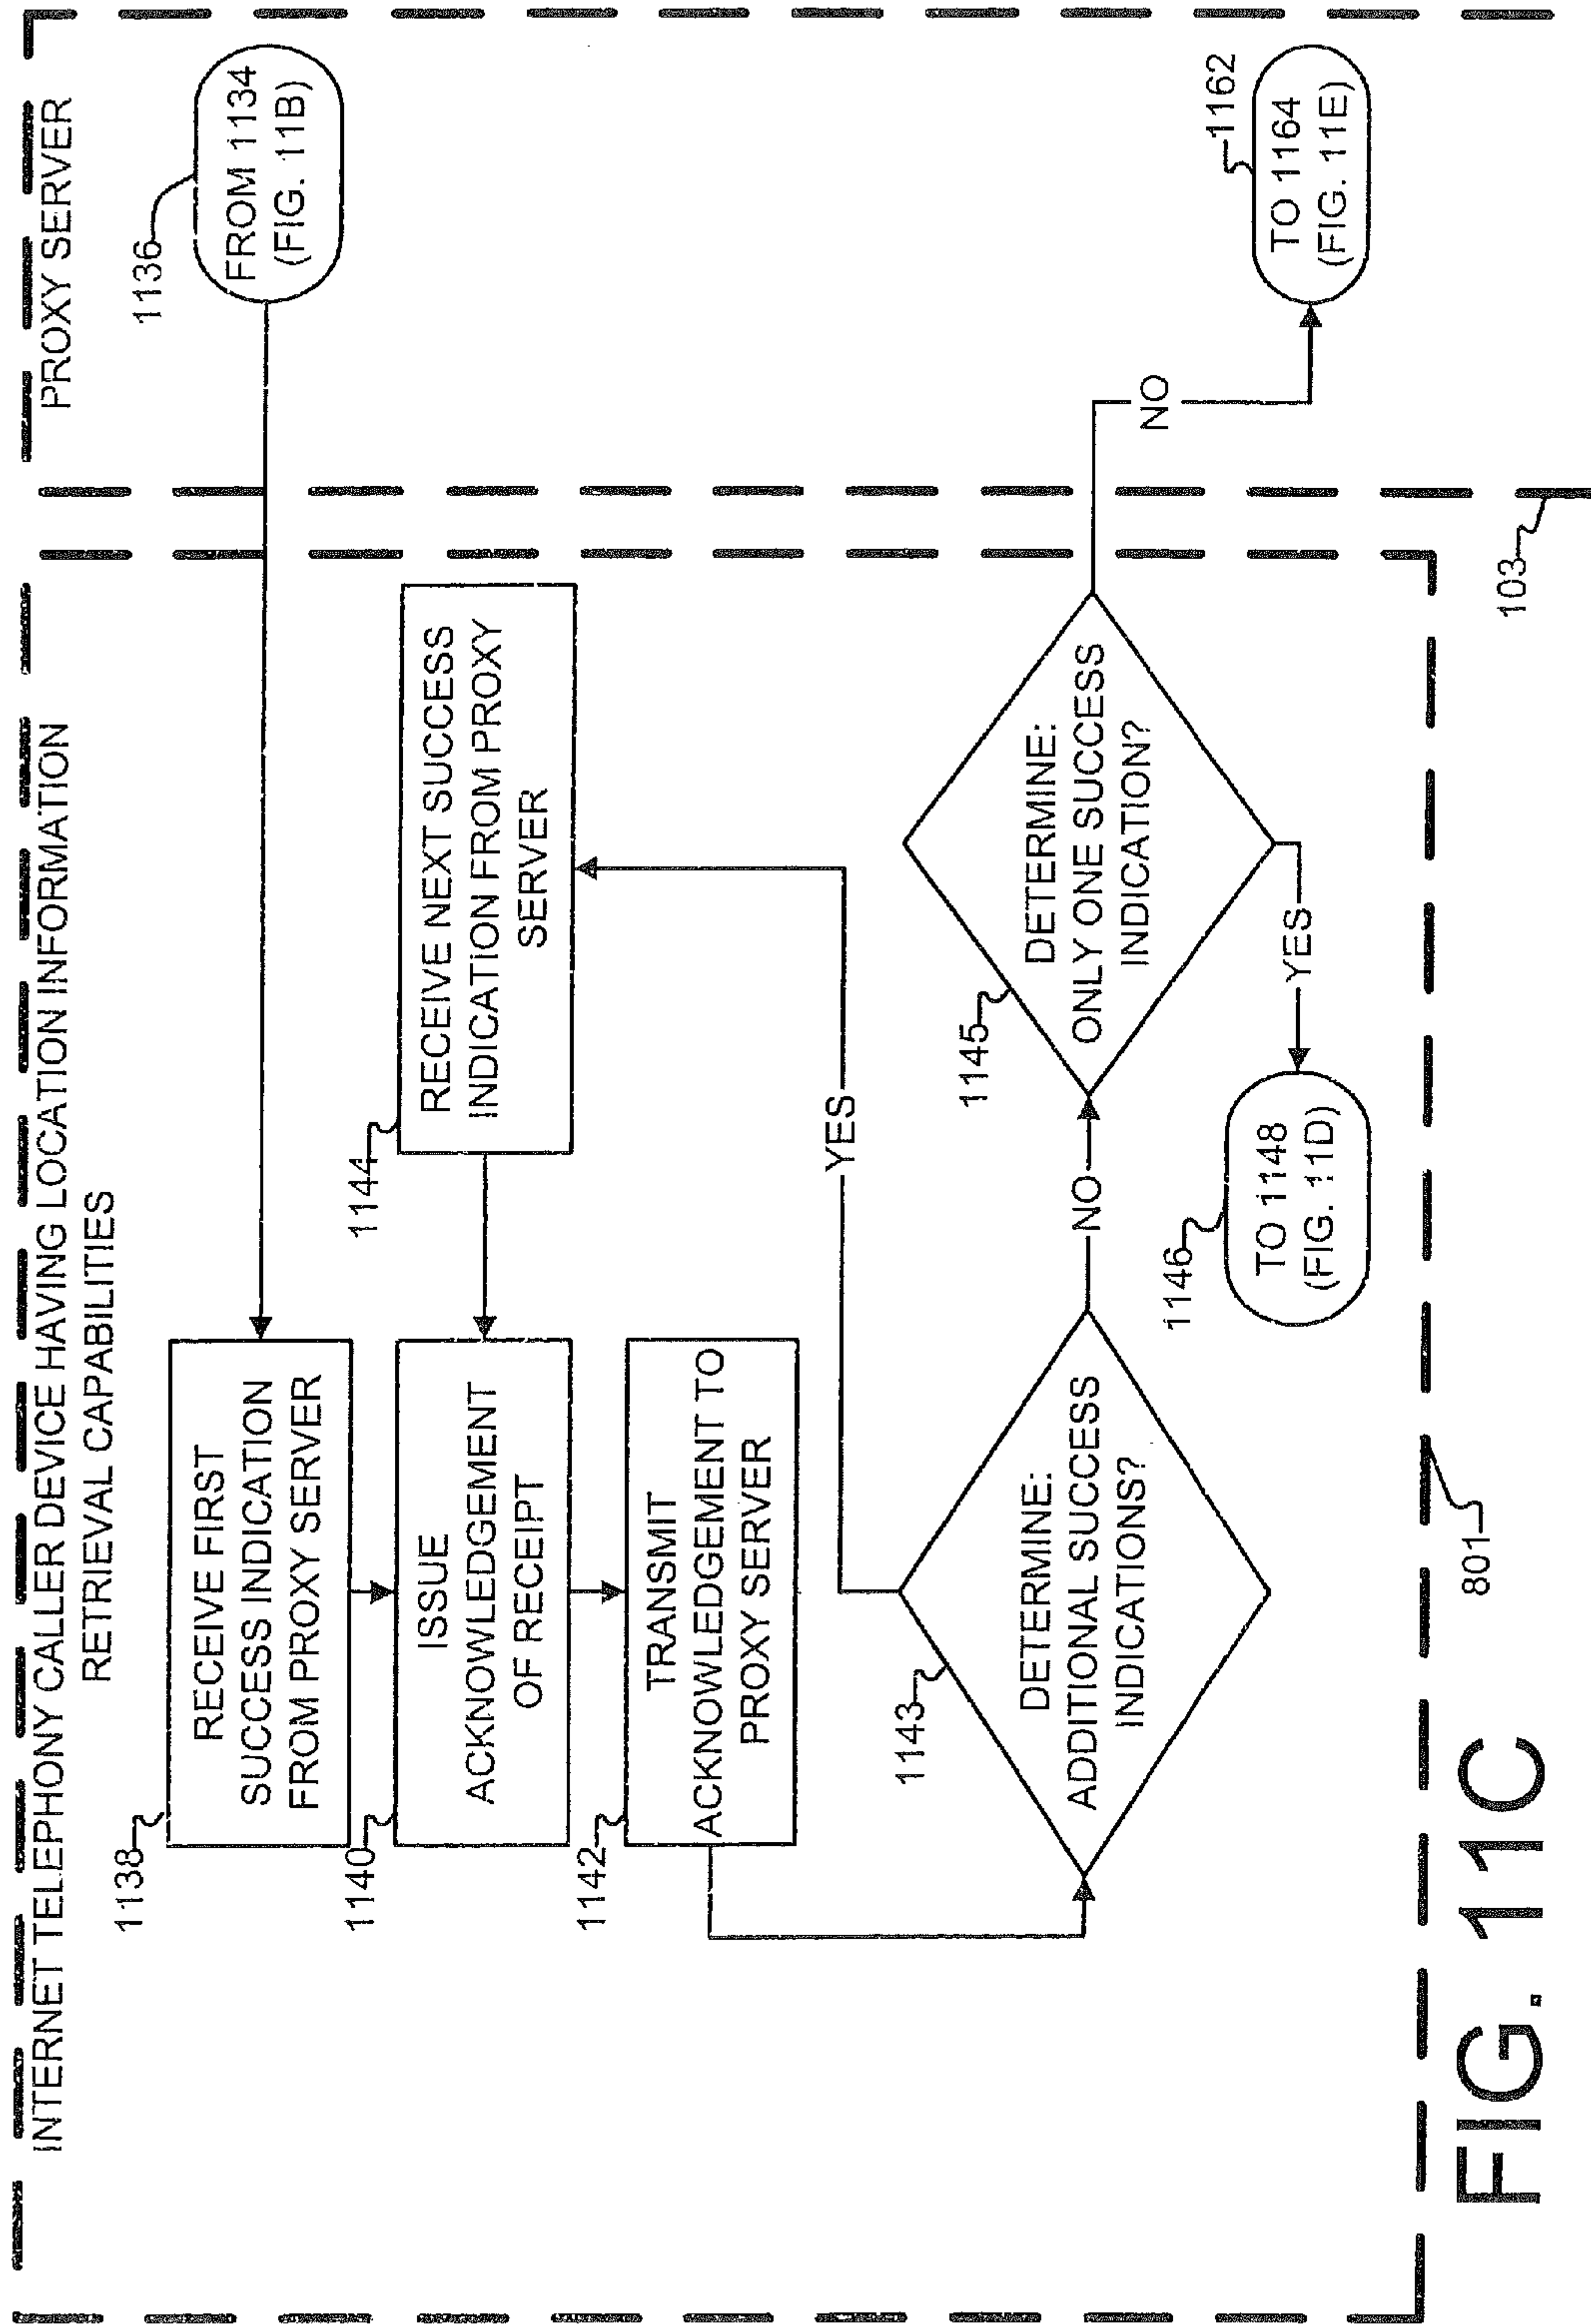 INTERNET TELEPHONY CALLER DEVICE HAVING LOCATION INFORMATION
RETRIEVAL CAPABILITIES
PROXY SERVER
1136
FROM 1134
(FIG. 11B)
1138
RECEIVE FIRST
SUCCESS INDICATION
FROM PROXY SERVER
1144
RECEIVE NEXT SUCCESS
INDICATION FROM PROXY
SERVER
1140
ISSUE
ACKNOWLEDGEMENT
OF RECEIPT
1142
TRANSMIT
ACKNOWLEDGEMENT TO
PROXY SERVER
YES
1143
DETERMINE:
ADDITIONAL SUCCESS
INDICATIONS?
NO
1145
DETERMINE:
ONLY ONE SUCCESS
INDICATION?
NO
YES
1146
TO 1148
(FIG. 11D)
1162
TO 1164
(FIG. 11E)
801
103
FIG. 11C